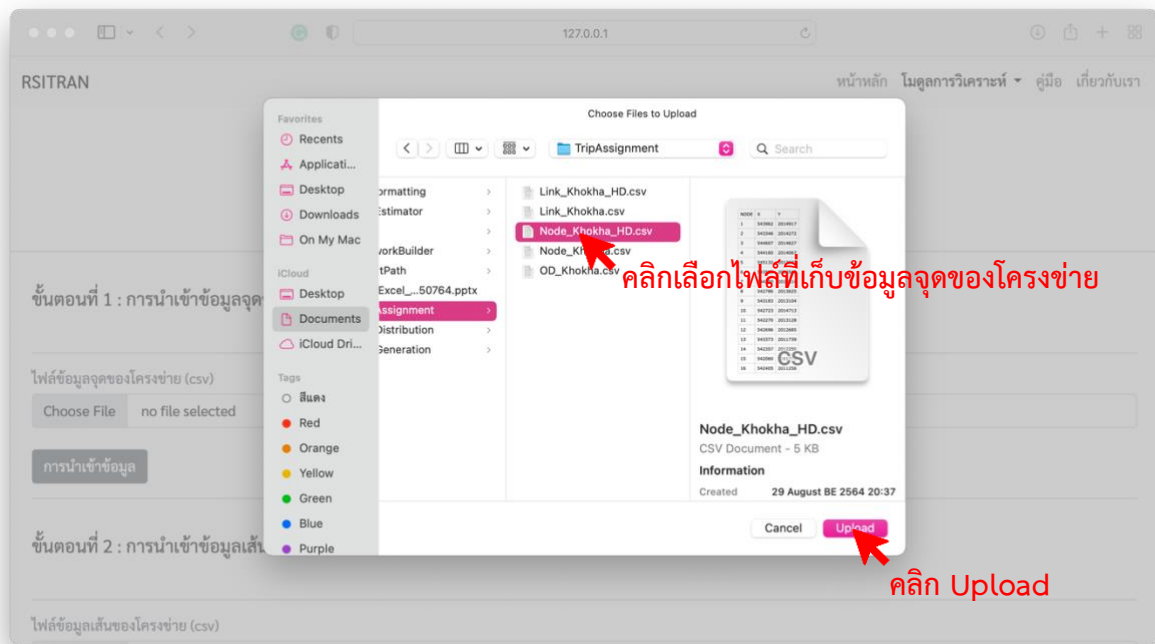 127.0.0.1
RSITRAN
หน้าหลัก โมดูลการวิเคราะห์ คู่มือ เกี่ยวกับเรา
Choose Files to Upload
Favorites
Recents
Applicati...
Desktop
Downloads
On My Mac
iCloud
Desktop
Documents
iCloud Dri...
Tags
สีแดง
Red
Orange
Yellow
Green
Blue
Purple
TripAssignment
Search
ormatting
Estimator
workBuilder
tPath
Excel_...50764.pptx
Assignment
Distribution
Generation
Link_Khokha_HD.csv
Link_Khokha.csv
Node_Khokha_HD.csv
Node_Khokha.csv
OD_Khokha.csv
คลิกเลือกไฟล์ที่เก็บข้อมูลจุดของโครงข่าย
NODE X Y
CSV
Node_Khokha_HD.csv
CSV Document - 5 KB
Information
Created 29 August BE 2564 20:37
Cancel Upload
คลิก Upload
ขั้นตอนที่ 1 : การนำเข้าข้อมูลจุด
ไฟล์ข้อมูลจุดของโครงข่าย (csv)
Choose File no file selected
การนำเข้าข้อมูล
ขั้นตอนที่ 2 : การนำเข้าข้อมูลเส้น
ไฟล์ข้อมูลเส้นของโครงข่าย (csv)